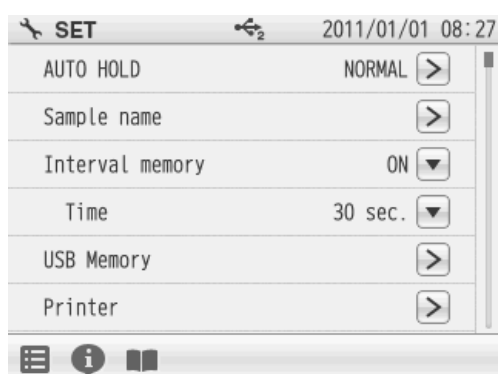 SET 2 2011/01/01 08:27
AUTO HOLD NORMAL >
Sample name >
Interval memory ON
Time 30 sec.
USB Memory >
Printer >